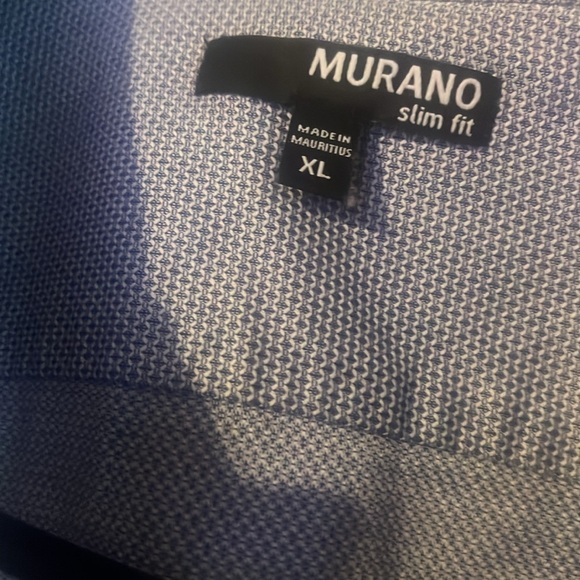 MURANO
slim fit
MADE IN
MAURITIUS
XL